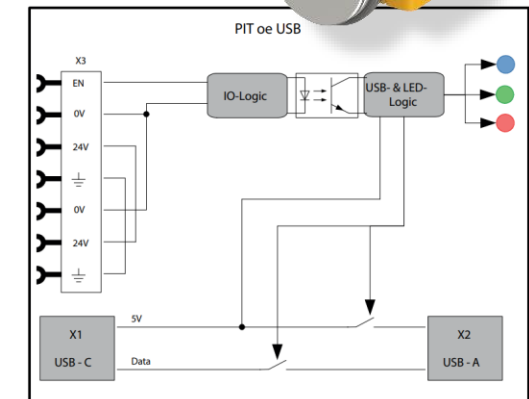 PIT oe USB
X3
EN
0V
24V
0V
24V
IO-Logic
USB- & LED-
Logic
X1
USB - C
5V
Data
X2
USB - A